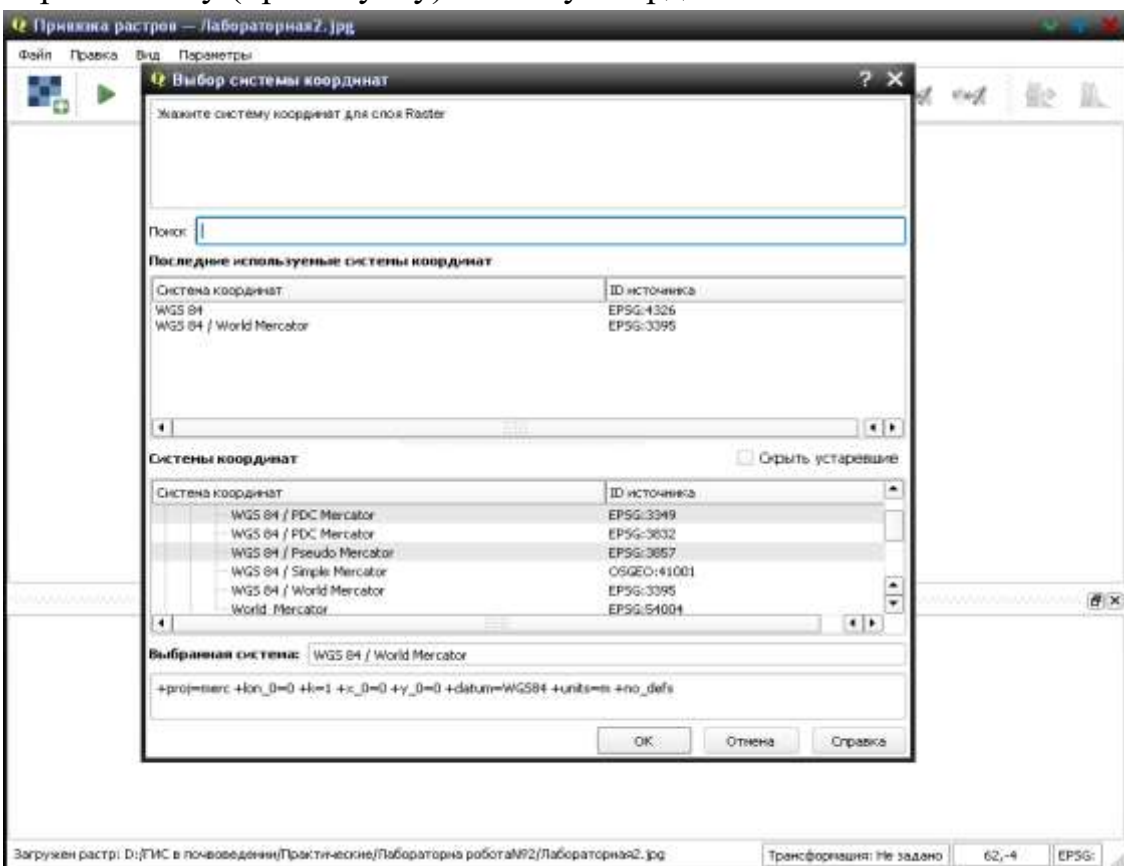 Привязка растров — Лабораторная2.jpg
Файл Правка Вид Параметры
Выбор системы координат
Укажите систему координат для слоя Raster
Поиск
Последние используемые системы координат
Система координат ID источника
WGS 84 EPSG:4326
WGS 84 / World Mercator EPSG:3395
Системы координат Скрыть устаревшие
Система координат ID источника
WGS 84 / PDC Mercator EPSG:3349
WGS 84 / PDC Mercator EPSG:3832
WGS 84 / Pseudo Mercator EPSG:3857
WGS 84 / Simple Mercator OSGEO:41001
WGS 84 / World Mercator EPSG:3395
World Mercator EPSG:54004
Выбранная система: WGS 84 / World Mercator
+proj=merc +lon_0=0 +k=1 +x_0=0 +y_0=0 +datum=WGS84 +units=m +no_defs
OK Отмена Справка
Загружен растр: D:/ГИС в почвоведении/Практические/Лабораторна робота№2/Лабораторная2.jpg Трансформация: Не задано 62,-4 EPSG: